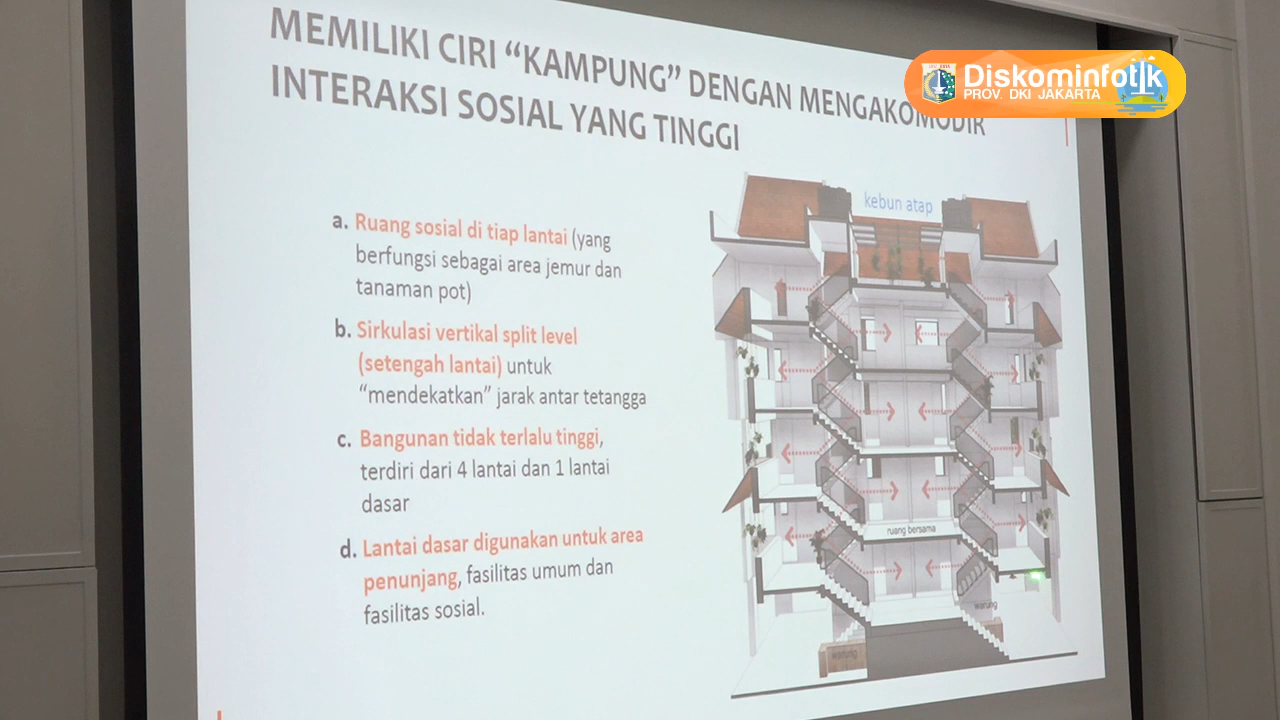 MEMILIKI CIRI “KAMPUNG” DENGAN MENGAKOMODIR
INTERAKSI SOSIAL YANG TINGGI
Diskominfotik
PROV. DKI JAKARTA
a. Ruang sosial di tiap lantai (yang
berfungsi sebagai area jemur dan
tanaman pot)
b. Sirkulasi vertikal split level
(setengah lantai) untuk
“mendekatkan” jarak antar tetangga
c. Bangunan tidak terlalu tinggi,
terdiri dari 4 lantai dan 1 lantai
dasar
d. Lantai dasar digunakan untuk area
penunjang, fasilitas umum dan
fasilitas sosial.
kebun atap
ruang bersama
warung
warung